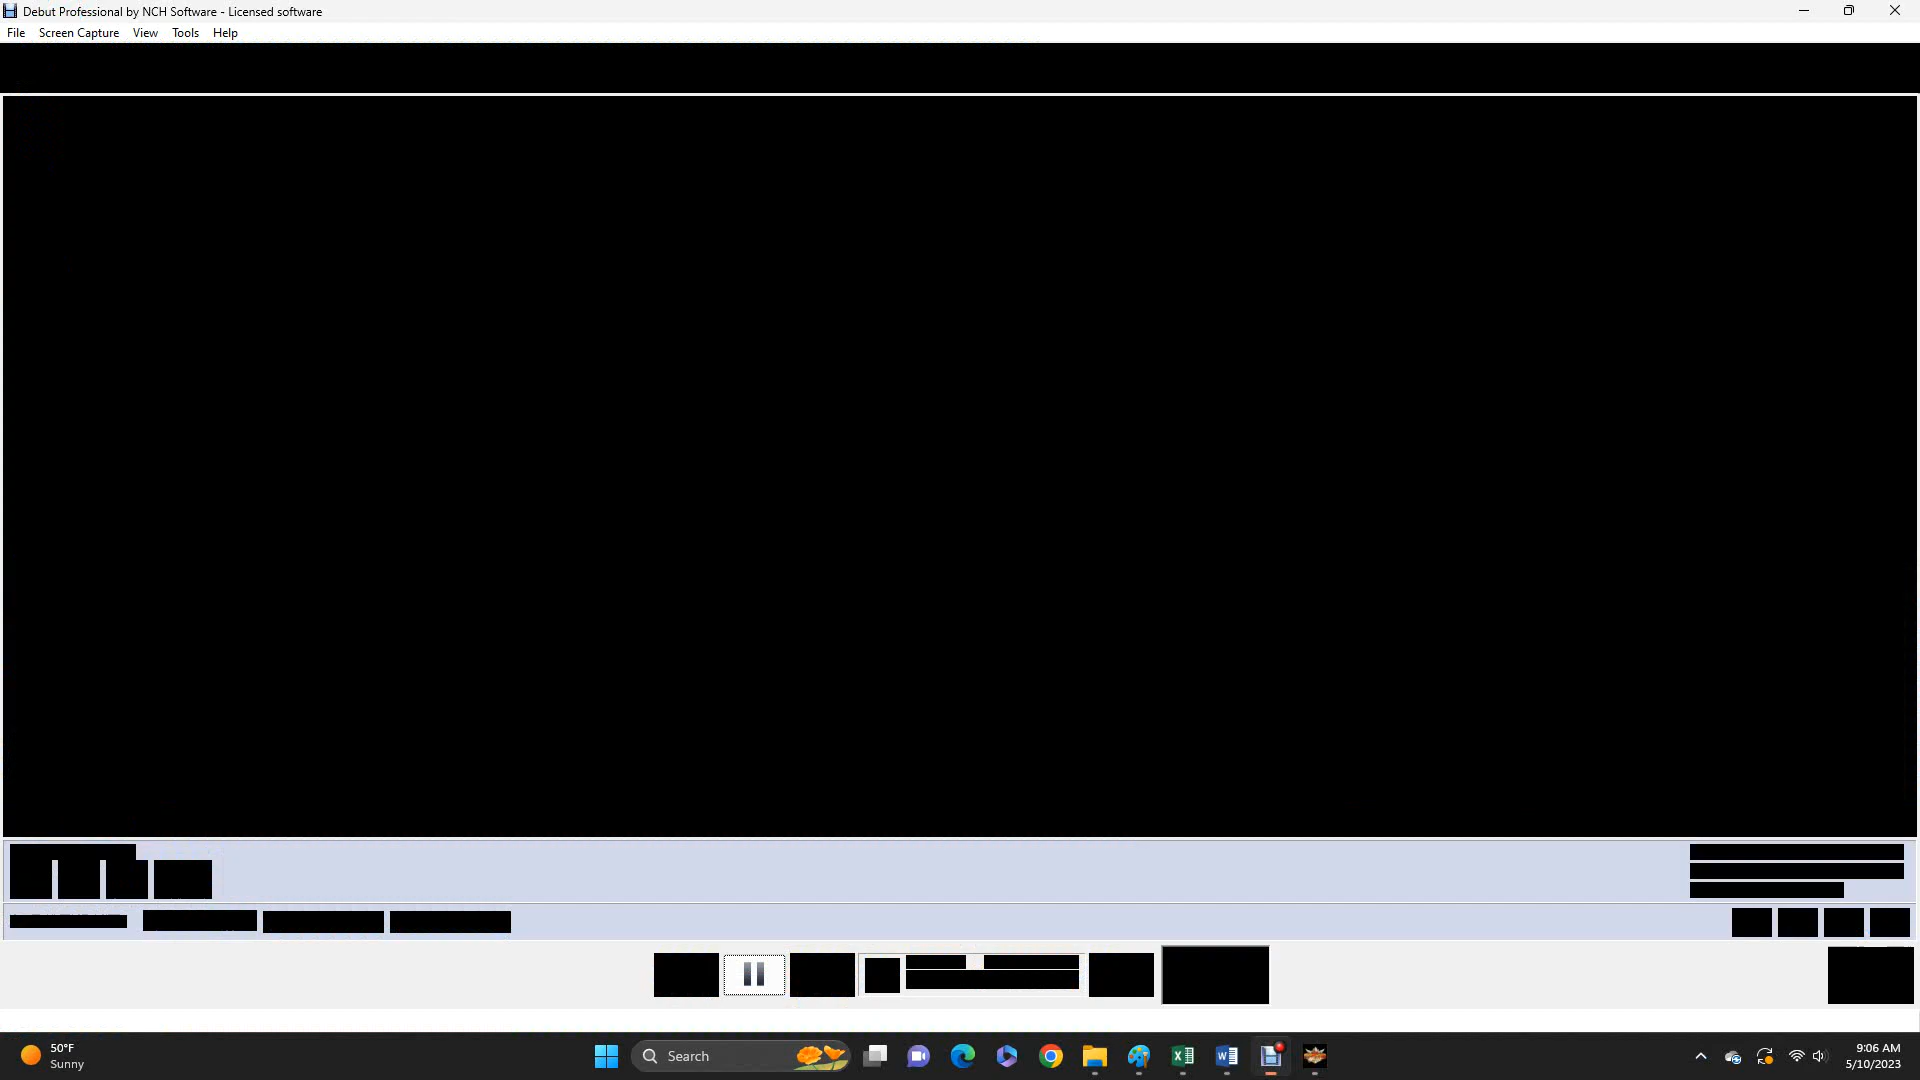 Debut Professional by NCH Software - Licensed software
File Screen Capture View Tools Help
50°F
Sunny
Search
9:06 AM
5/10/2023